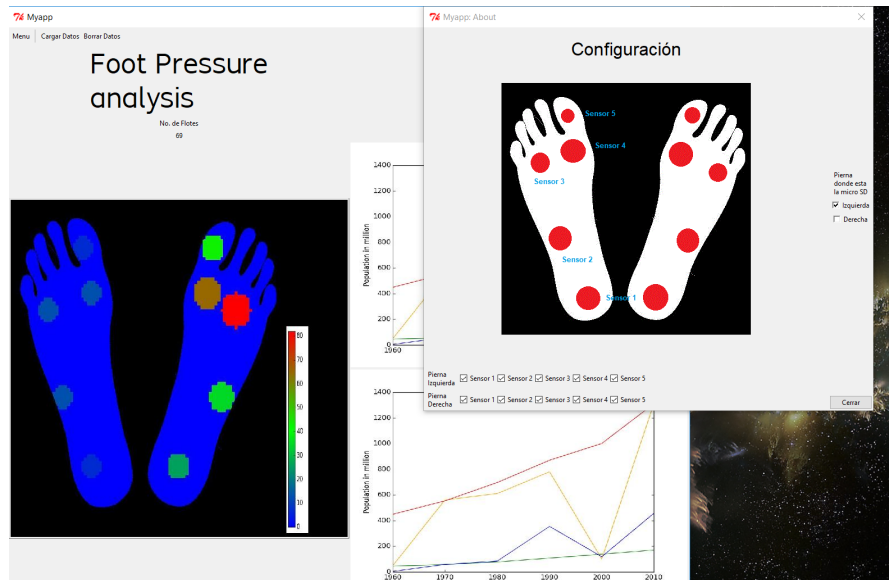 Myapp
Menu Cargar Datos Borrar Datos
Foot Pressure
analysis
No. de Flotes
69
80
70
60
50
40
30
20
10
0
Population in million
1400
1200
1000
800
600
400
200
0
1960
Population in million
1400
1200
1000
800
600
400
200
0
1960 1970 1980 1990 2000 2010
Myapp: About
Configuración
Sensor 5
Sensor 4
Sensor 3
Sensor 2
Sensor 1
Pierna
donde esta
la micro SD
Izquierda
Derecha
Pierna
Izquierda
Sensor 1 Sensor 2 Sensor 3 Sensor 4 Sensor 5
Pierna
Derecha
Sensor 1 Sensor 2 Sensor 3 Sensor 4 Sensor 5
Cerrar